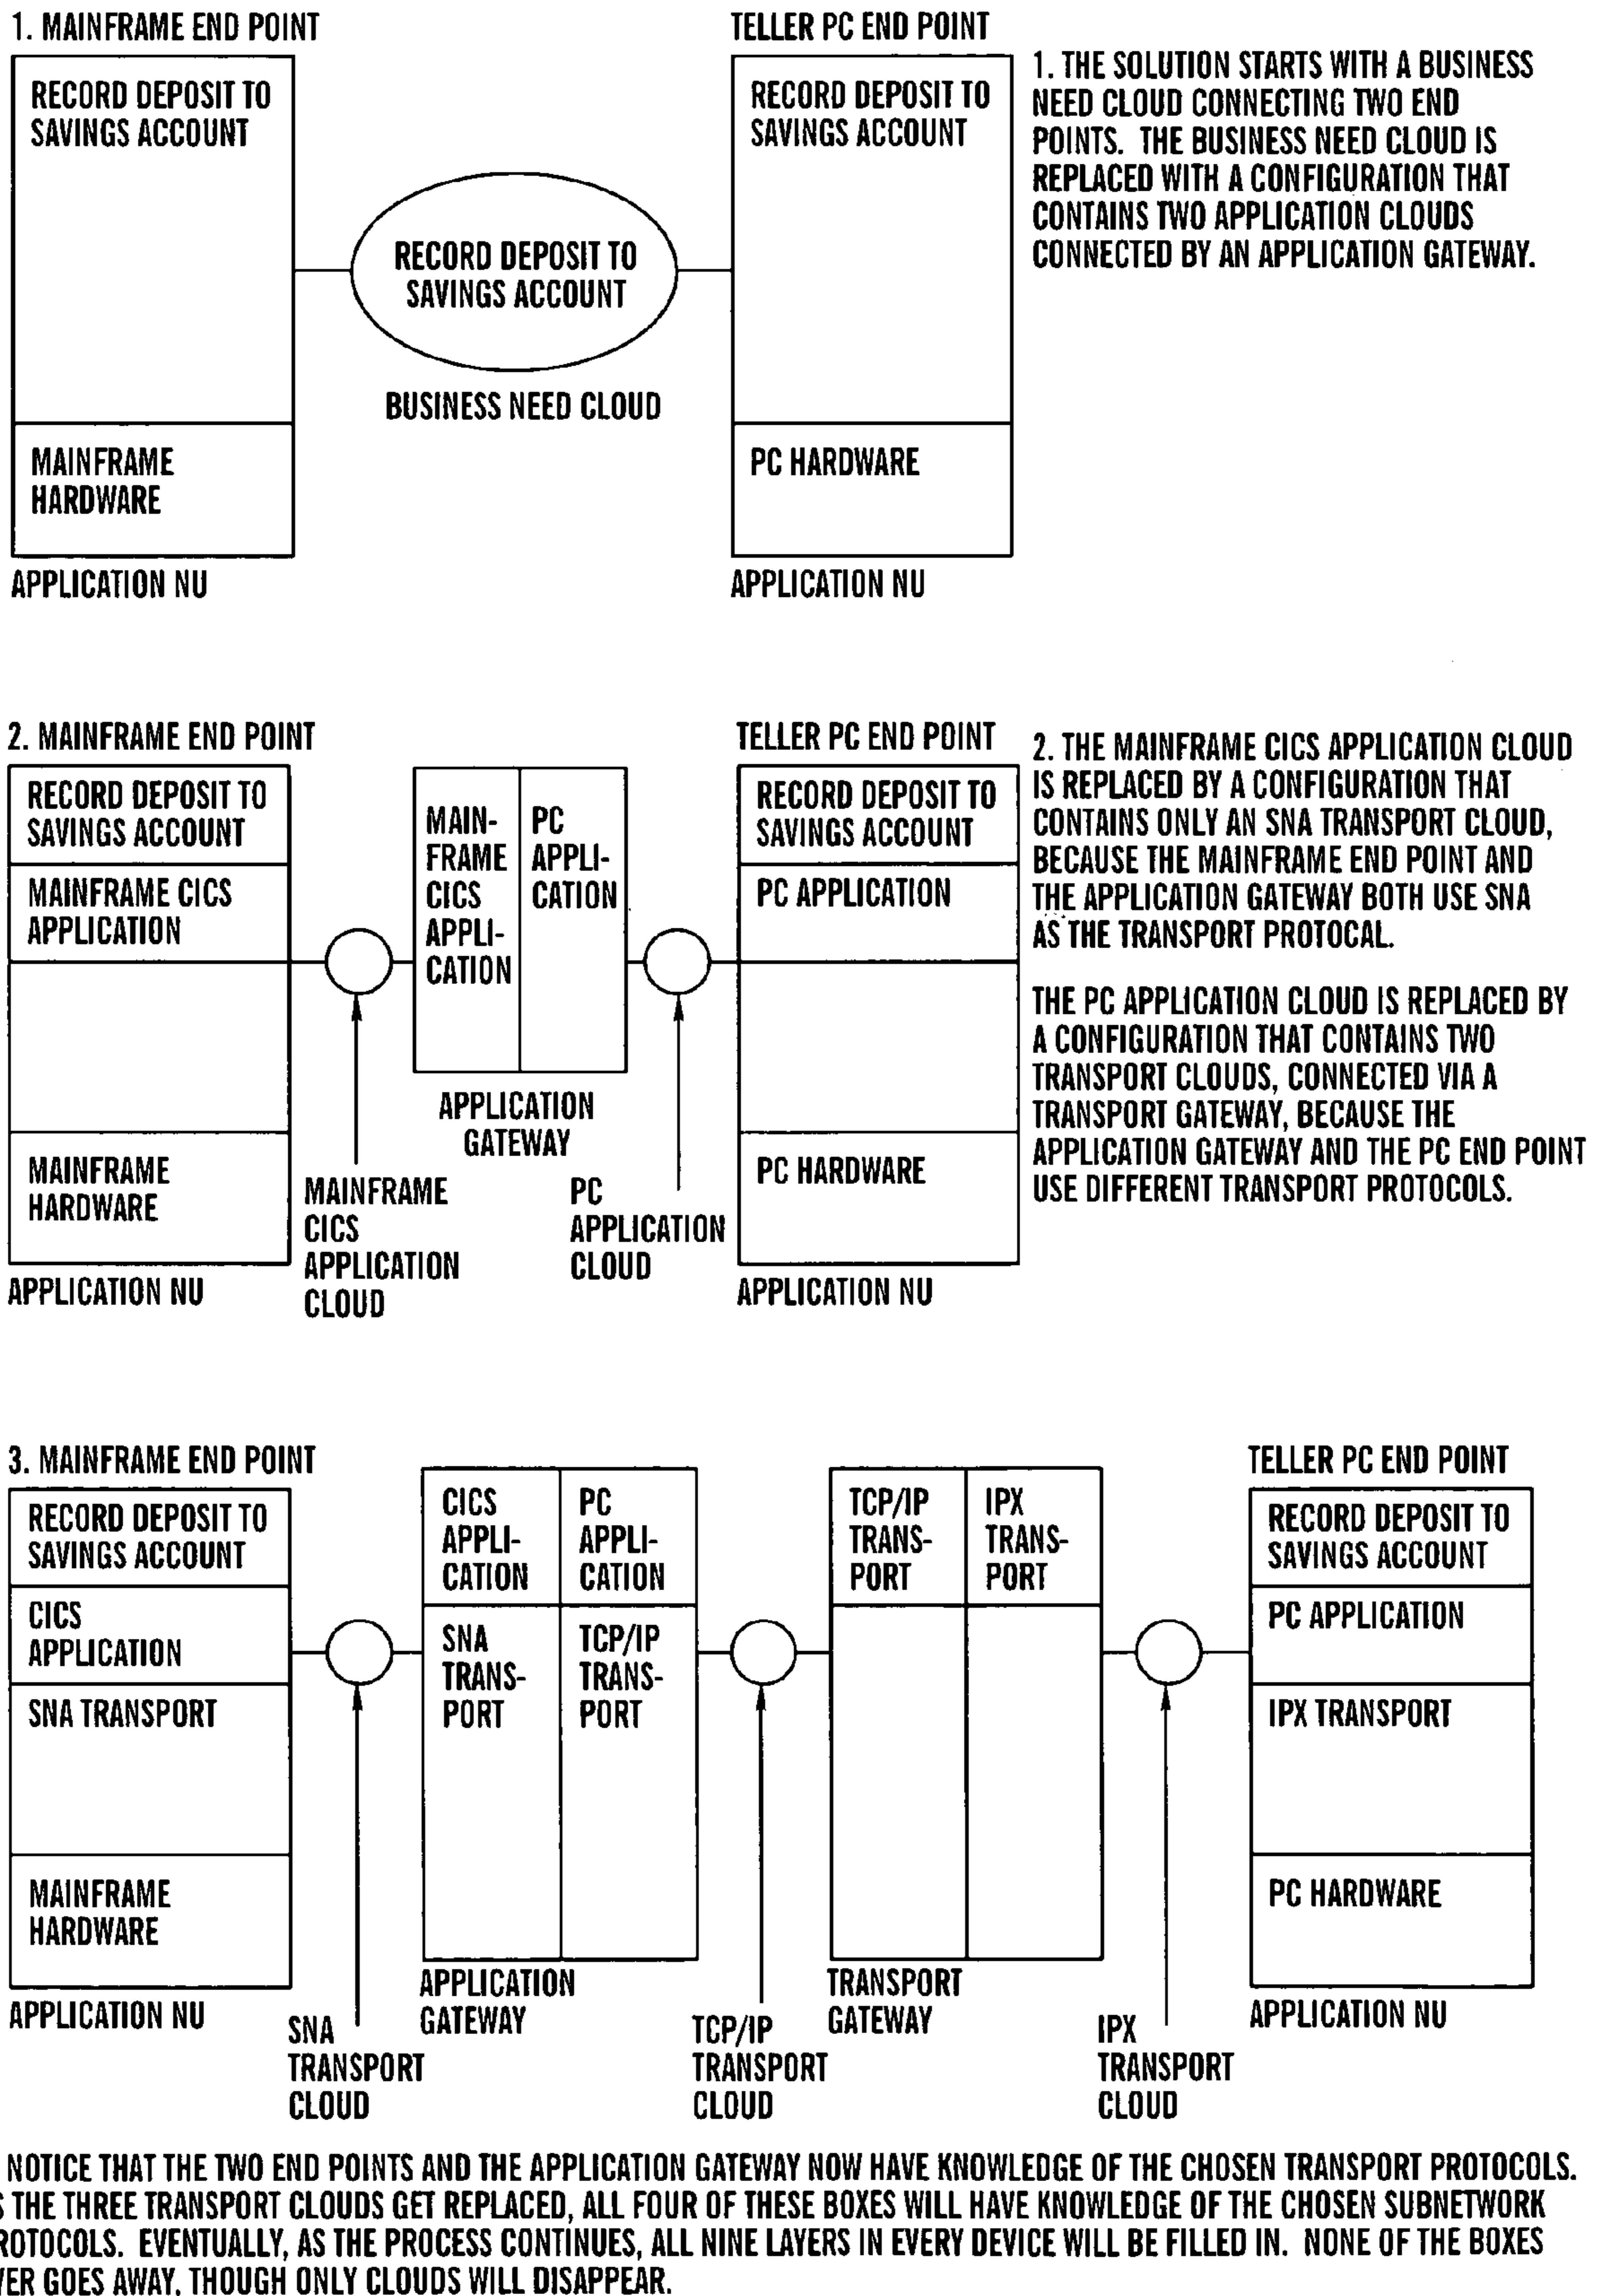 1. MAINFRAME END POINT
TELLER PC END POINT
RECORD DEPOSIT TO
SAVINGS ACCOUNT
RECORD DEPOSIT TO
SAVINGS ACCOUNT
BUSINESS NEED CLOUD
RECORD DEPOSIT TO
SAVINGS ACCOUNT
MAINFRAME
HARDWARE
PC HARDWARE
APPLICATION NU
APPLICATION NU
1. THE SOLUTION STARTS WITH A BUSINESS
NEED CLOUD CONNECTING TWO END
POINTS. THE BUSINESS NEED CLOUD IS
REPLACED WITH A CONFIGURATION THAT
CONTAINS TWO APPLICATION CLOUDS
CONNECTED BY AN APPLICATION GATEWAY.
2. MAINFRAME END POINT
TELLER PC END POINT
RECORD DEPOSIT TO
SAVINGS ACCOUNT
MAINFRAME CICS
APPLICATION
MAINFRAME
HARDWARE
APPLICATION NU
MAINFRAME
CICS
APPLICATION
CLOUD
MAIN-
FRAME
CICS
APPLI-
CATION
PC
APPLI-
CATION
APPLICATION
GATEWAY
PC
APPLICATION
CLOUD
RECORD DEPOSIT TO
SAVINGS ACCOUNT
PC APPLICATION
PC HARDWARE
APPLICATION NU
2. THE MAINFRAME CICS APPLICATION CLOUD
IS REPLACED BY A CONFIGURATION THAT
CONTAINS ONLY AN SNA TRANSPORT CLOUD,
BECAUSE THE MAINFRAME END POINT AND
THE APPLICATION GATEWAY BOTH USE SNA
AS THE TRANSPORT PROTOCAL.
THE PC APPLICATION CLOUD IS REPLACED BY
A CONFIGURATION THAT CONTAINS TWO
TRANSPORT CLOUDS, CONNECTED VIA A
TRANSPORT GATEWAY, BECAUSE THE
APPLICATION GATEWAY AND THE PC END POINT
USE DIFFERENT TRANSPORT PROTOCOLS.
3. MAINFRAME END POINT
TELLER PC END POINT
RECORD DEPOSIT TO
SAVINGS ACCOUNT
CICS
APPLICATION
SNA TRANSPORT
MAINFRAME
HARDWARE
APPLICATION NU
SNA
TRANSPORT
CLOUD
CICS
APPLI-
CATION
PC
APPLI-
CATION
SNA
TRANS-
PORT
TCP/IP
TRANS-
PORT
APPLICATION
GATEWAY
TCP/IP
TRANSPORT
CLOUD
TCP/IP
TRANS-
PORT
IPX
TRANS-
PORT
TRANSPORT
GATEWAY
IPX
TRANSPORT
CLOUD
RECORD DEPOSIT TO
SAVINGS ACCOUNT
PC APPLICATION
IPX TRANSPORT
PC HARDWARE
APPLICATION NU
NOTICE THAT THE TWO END POINTS AND THE APPLICATION GATEWAY NOW HAVE KNOWLEDGE OF THE CHOSEN TRANSPORT PROTOCOLS.
THE THREE TRANSPORT CLOUDS GET REPLACED, ALL FOUR OF THESE BOXES WILL HAVE KNOWLEDGE OF THE CHOSEN SUBNETWORK
ROTOCOLS. EVENTUALLY, AS THE PROCESS CONTINUES, ALL NINE LAYERS IN EVERY DEVICE WILL BE FILLED IN. NONE OF THE BOXES
VER GOES AWAY, THOUGH ONLY CLOUDS WILL DISAPPEAR.